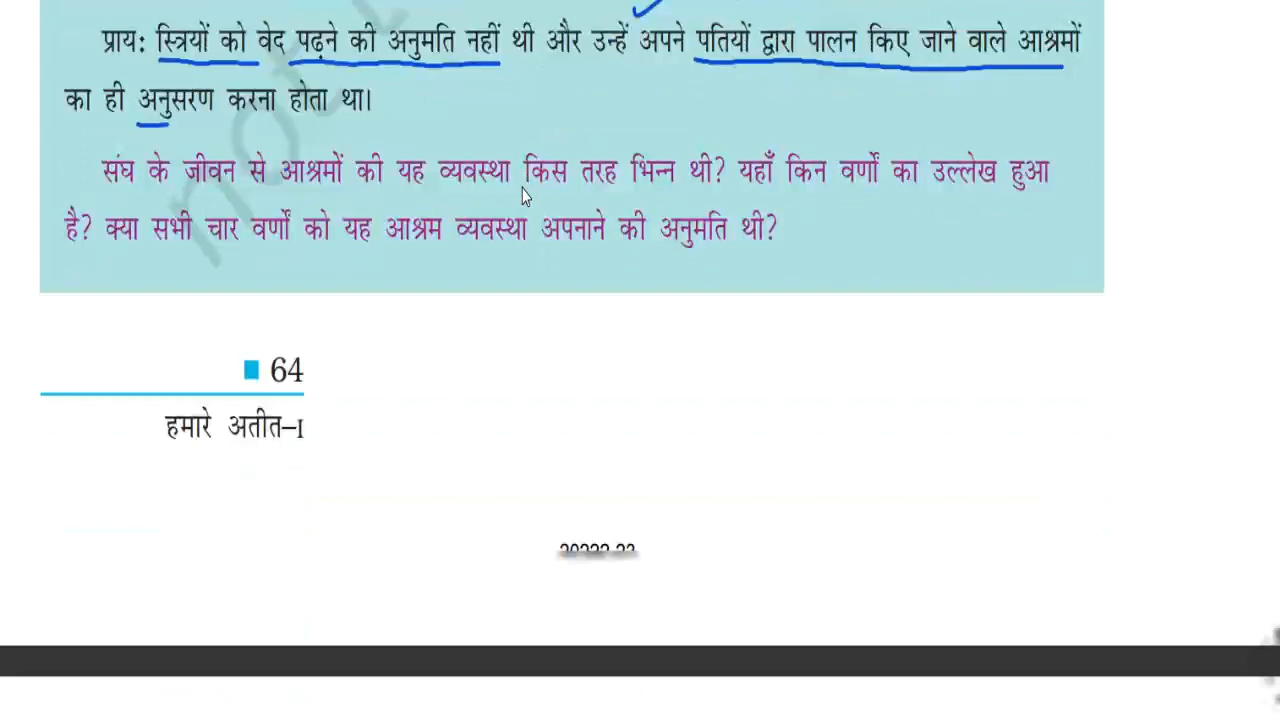 प्राय: स्त्रियों को वेद पढ़ने की अनुमति नहीं थी और उन्हें अपने पतियों द्वारा पालन किए जाने वाले आश्रमों
का ही अनुसरण करना होता था।
संघ के जीवन से आश्रमों की यह व्यवस्था किस तरह भिन्न थी? यहाँ किन वर्णों का उल्लेख हुआ
है? क्या सभी चार वर्णों को यह आश्रम व्यवस्था अपनाने की अनुमति थी?
64
हमारे अतीत–I